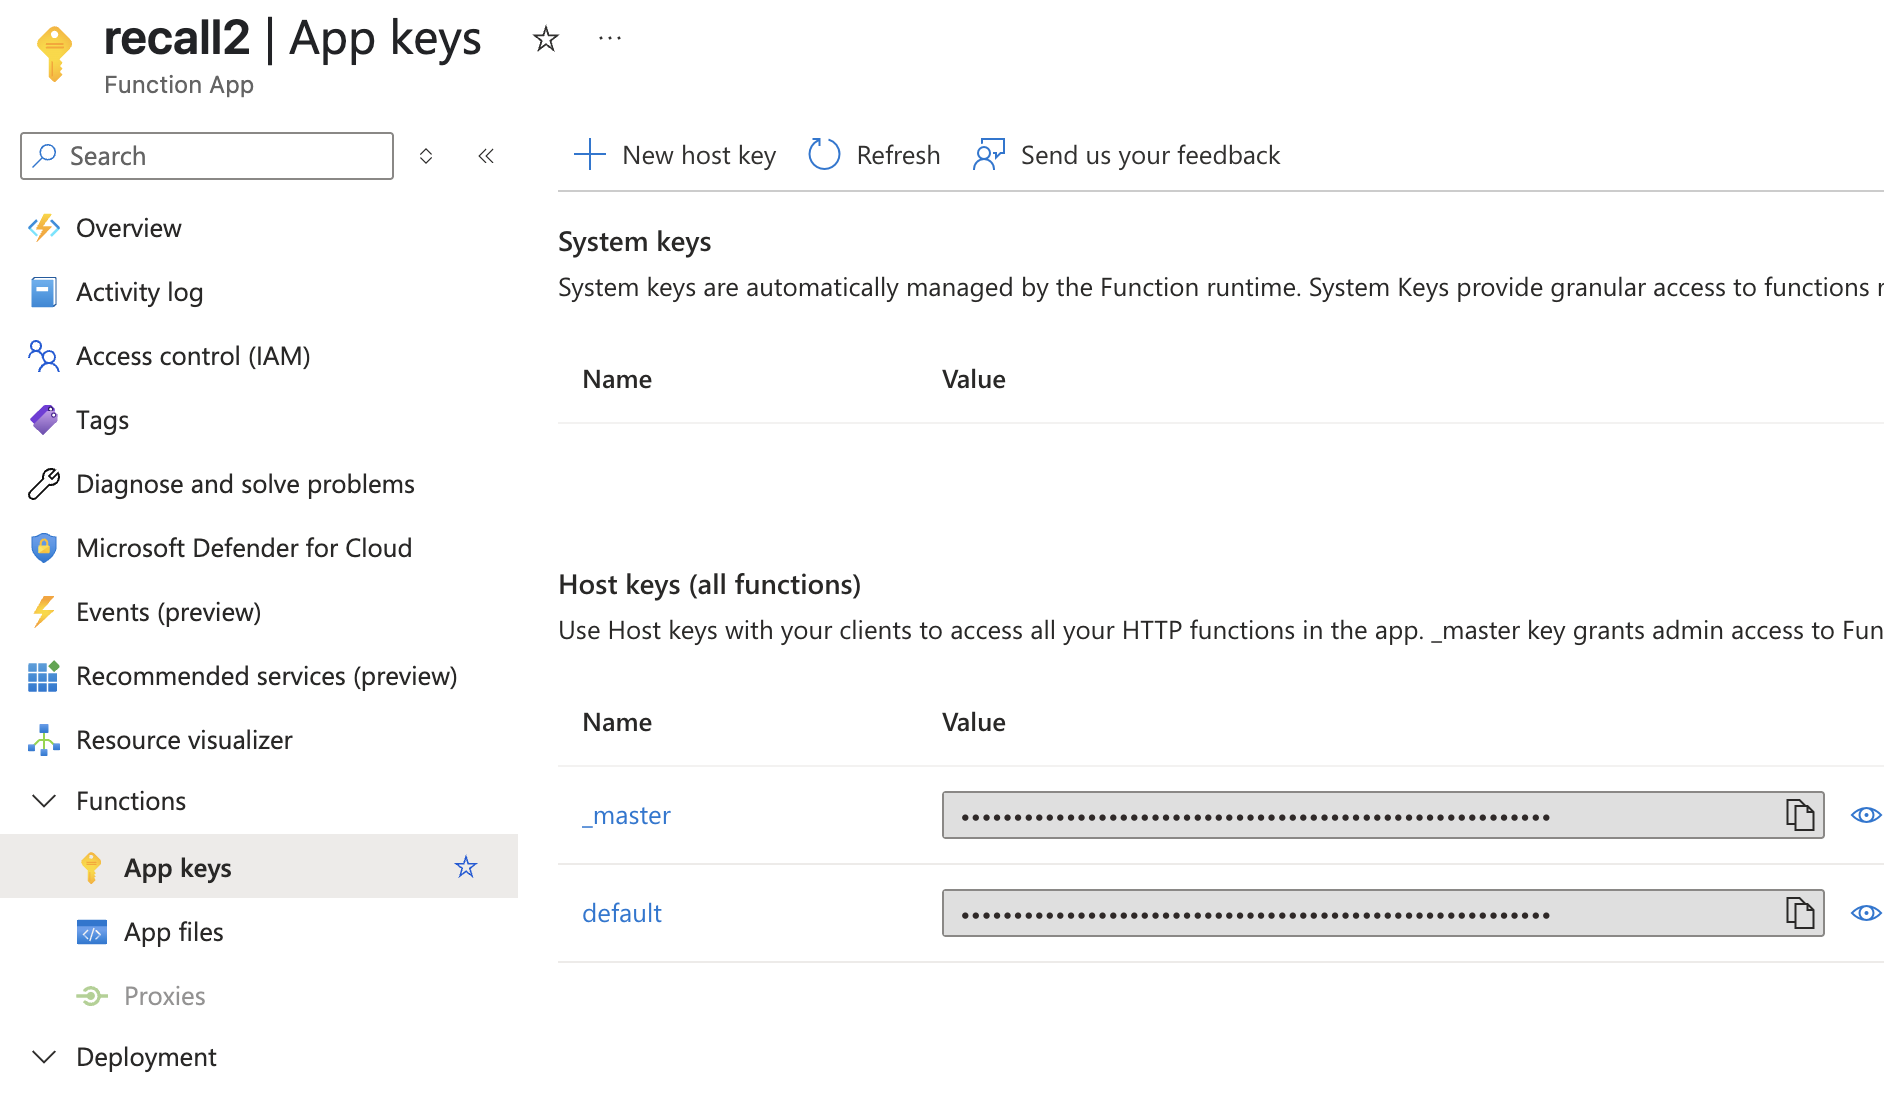 recall2 | App keys
Function App
Search
Overview
Activity log
Access control (IAM)
Tags
Diagnose and solve problems
Microsoft Defender for Cloud
Events (preview)
Recommended services (preview)
Resource visualizer
Functions
App keys
App files
Proxies
Deployment
New host key Refresh Send us your feedback
System keys
System keys are automatically managed by the Function runtime. System Keys provide granular access to functions r
Name Value
Host keys (all functions)
Use Host keys with your clients to access all your HTTP functions in the app. _master key grants admin access to Fun
Name Value
_master
default